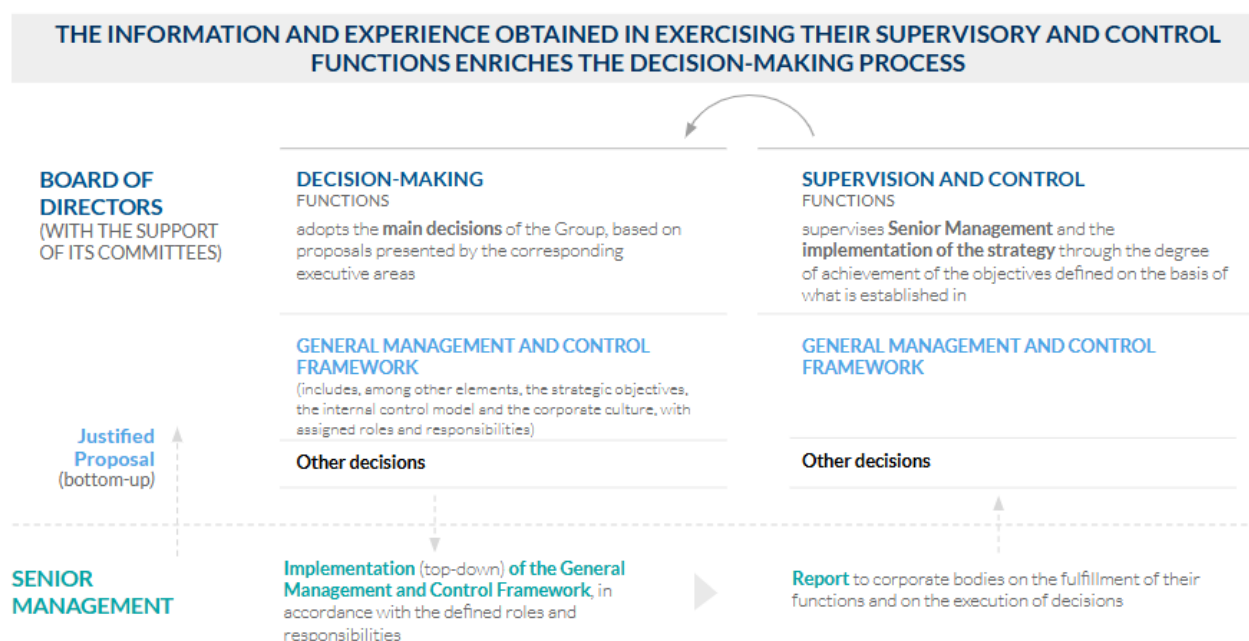 THE INFORMATION AND EXPERIENCE OBTAINED IN EXERCISING THEIR SUPERVISORY AND CONTROL
FUNCTIONS ENRICHES THE DECISION-MAKING PROCESS
BOARD OF
DIRECTORS
(WITH THE SUPPORT
OF ITS COMMITTEES)
DECISION-MAKING
FUNCTIONS
adopts the main decisions of the Group, based on
proposals presented by the corresponding
executive areas
SUPERVISION AND CONTROL
FUNCTIONS
supervises Senior Management and the
implementation of the strategy through the degree
of achievement of the objectives defined on the basis of
what is established in
GENERAL MANAGEMENT AND CONTROL
FRAMEWORK
(includes, among other elements, the strategic objectives,
the internal control model and the corporate culture, with
assigned roles and responsibilities)
GENERAL MANAGEMENT AND CONTROL
FRAMEWORK
Justified
Proposal
(bottom-up)
Other decisions
Other decisions
SENIOR
MANAGEMENT
Implementation (top-down) of the General
Management and Control Framework, in
accordance with the defined roles and
responsibilities
Report to corporate bodies on the fulfillment of their
functions and on the execution of decisions